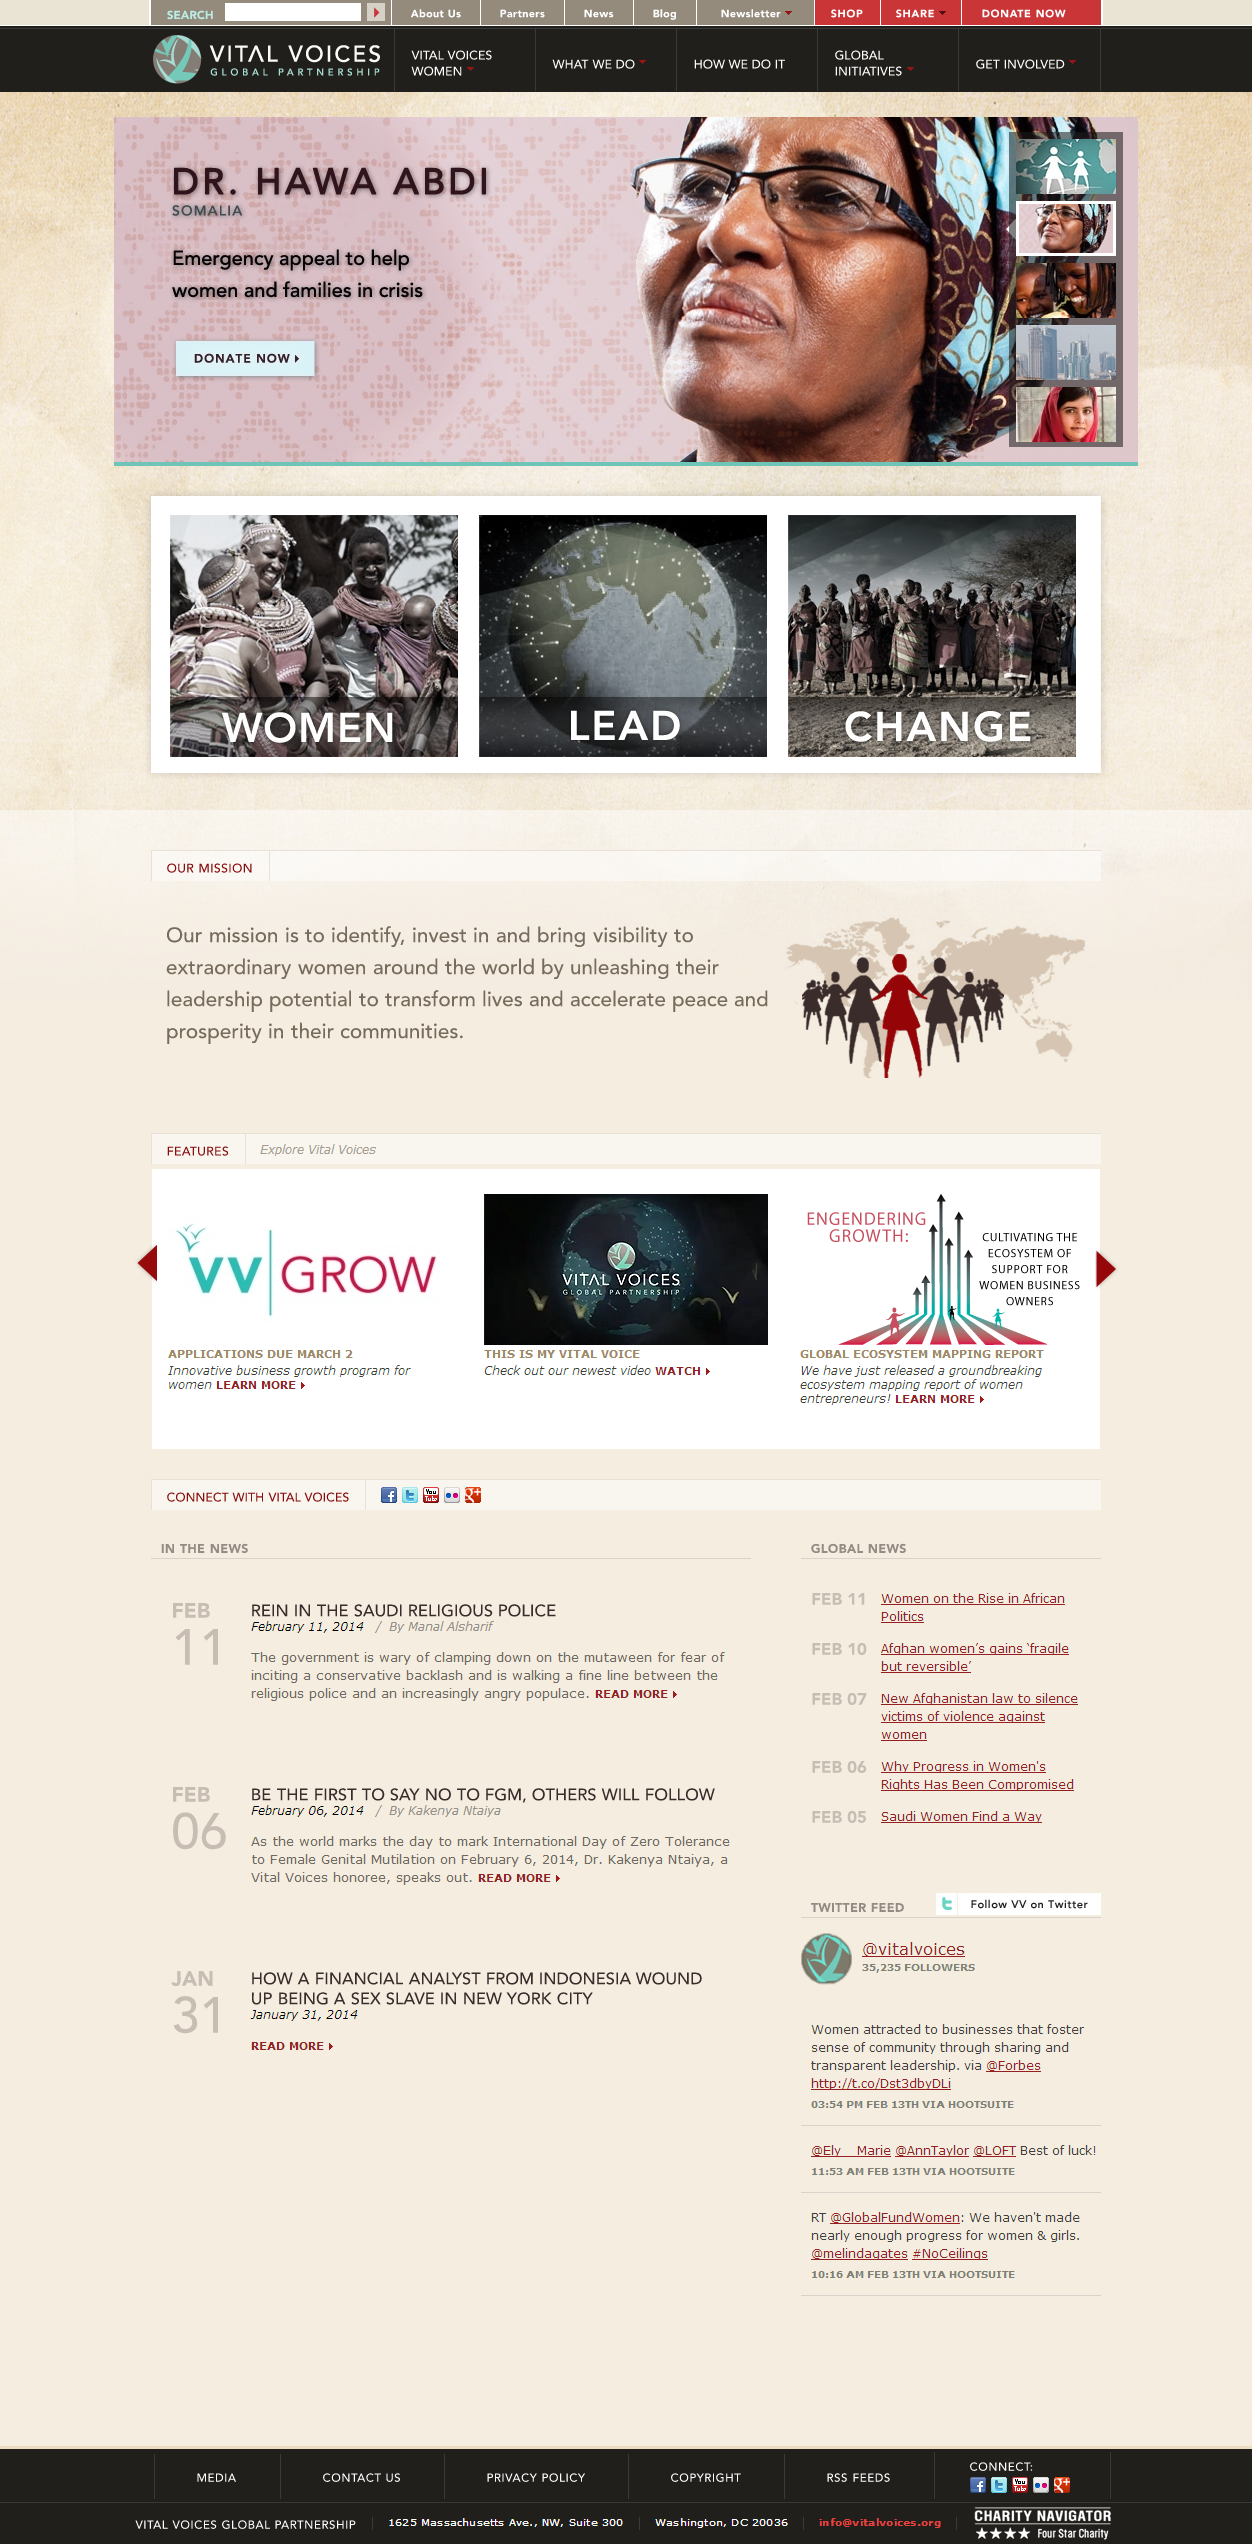 SEARCH
About Us
Partners
News
Blog
Newsletter
SHOP
SHARE
DONATE NOW
VITAL VOICES
GLOBAL PARTNERSHIP
VITAL VOICES
WOMEN
WHAT WE DO
HOW WE DO IT
GLOBAL
INITIATIVES
GET INVOLVED
DR. HAWA ABDI
SOMALIA
Emergency appeal to help
women and families in crisis
DONATE NOW
WOMEN
LEAD
CHANGE
OUR MISSION
Our mission is to identify, invest in and bring visibility to
extraordinary women around the world by unleashing their
leadership potential to transform lives and accelerate peace and
prosperity in their communities.
FEATURES
Explore Vital Voices
VV GROW
APPLICATIONS DUE MARCH 2
Innovative business growth program for
women LEARN MORE
VITAL VOICES
GLOBAL PARTNERSHIP
THIS IS MY VITAL VOICE
Check out our newest video WATCH
ENGENDERING
GROWTH:
CULTIVATING THE
ECOSYSTEM OF
SUPPORT FOR
WOMEN BUSINESS
OWNERS
GLOBAL ECOSYSTEM MAPPING REPORT
We have just released a groundbreaking
ecosystem mapping report of women
entrepreneurs! LEARN MORE
CONNECT WITH VITAL VOICES
IN THE NEWS
FEB
11
REIN IN THE SAUDI RELIGIOUS POLICE
February 11, 2014 / By Manal Alsharif
The government is wary of clamping down on the mutaween for fear of
inciting a conservative backlash and is walking a fine line between the
religious police and an increasingly angry populace. READ MORE
FEB
06
BE THE FIRST TO SAY NO TO FGM, OTHERS WILL FOLLOW
February 06, 2014 / By Kakenya Ntaiya
As the world marks the day to mark International Day of Zero Tolerance
to Female Genital Mutilation on February 6, 2014, Dr. Kakenya Ntaiya, a
Vital Voices honoree, speaks out. READ MORE
JAN
31
HOW A FINANCIAL ANALYST FROM INDONESIA WOUND
UP BEING A SEX SLAVE IN NEW YORK CITY
January 31, 2014
READ MORE
GLOBAL NEWS
FEB 11 Women on the Rise in African
Politics
FEB 10 Afghan women's gains 'fragile
but reversible'
FEB 07 New Afghanistan law to silence
victims of violence against
women
FEB 06 Why Progress in Women's
Rights Has Been Compromised
FEB 05 Saudi Women Find a Way
TWITTER FEED
Follow VV on Twitter
@vitalvoices
35,235 FOLLOWERS
Women attracted to businesses that foster
sense of community through sharing and
transparent leadership. via @Forbes
http://t.co/Dst3dbyDLi
03:54 PM FEB 13TH VIA HOOTSUITE
@Ely__Marie @AnnTaylor @LOFT Best of luck!
11:53 AM FEB 13TH VIA HOOTSUITE
RT @GlobalFundWomen: We haven't made
nearly enough progress for women & girls.
@melindagates #NoCeilings
10:16 AM FEB 13TH VIA HOOTSUITE
MEDIA
CONTACT US
PRIVACY POLICY
COPYRIGHT
RSS FEEDS
CONNECT:
VITAL VOICES GLOBAL PARTNERSHIP
1625 Massachusetts Ave., NW, Suite 300
Washington, DC 20036
info@vitalvoices.org
CHARITY NAVIGATOR
★★★★ Four Star Charity